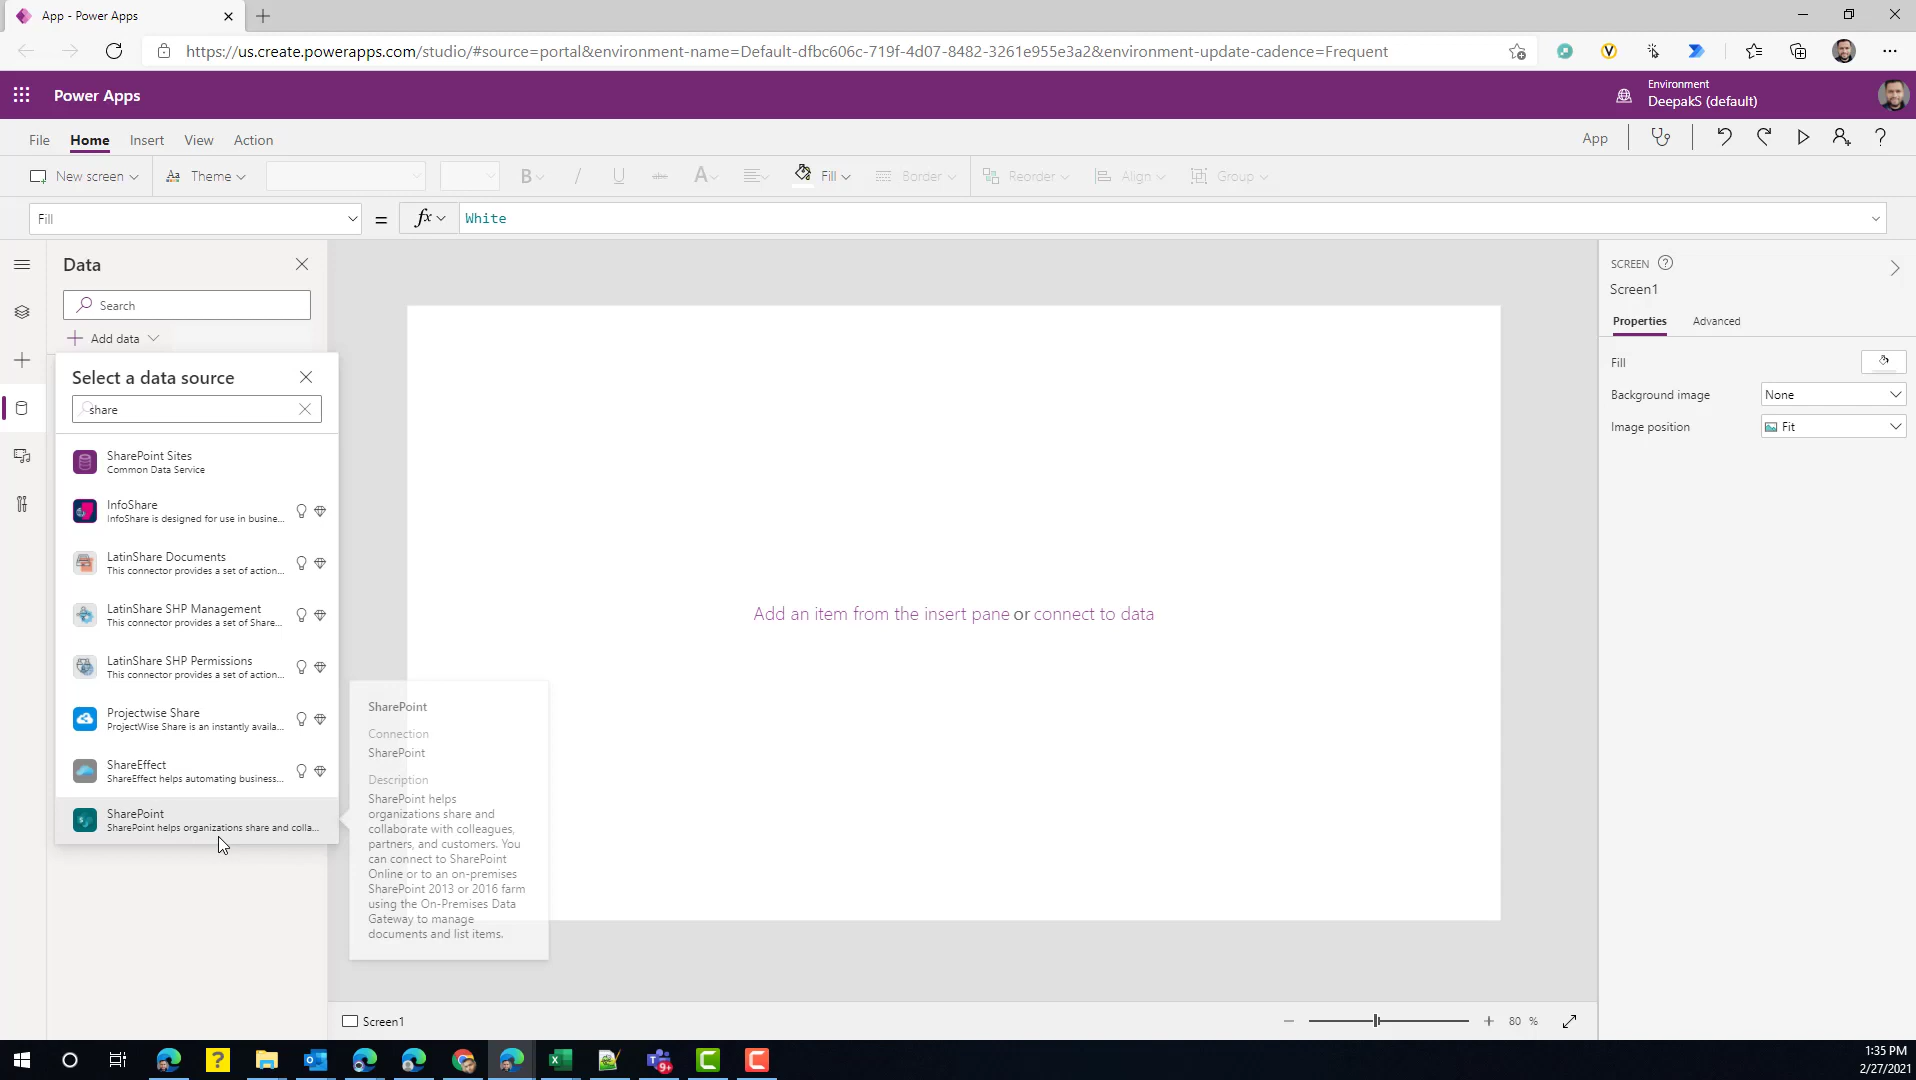 App - Power Apps
https://us.create.powerapps.com/studio/#source=portal&environment-name=Default-dfbc606c-719f-4d07-8482-3261e955e3a2&environment-update-cadence=Frequent
Power Apps
Environment
DeepakS (default)
File Home Insert View Action
App
New screen Theme B / U abc A Fill Border Reorder Align Group
Fill = fx White
Data
Search
Add data
Select a data source
share
SharePoint Sites
Common Data Service
InfoShare
InfoShare is designed for use in busine...
LatinShare Documents
This connector provides a set of action...
LatinShare SHP Management
This connector provides a set of Share...
LatinShare SHP Permissions
This connector provides a set of action...
Projectwise Share
ProjectWise Share is an instantly availa...
ShareEffect
ShareEffect helps automating business...
SharePoint
SharePoint helps organizations share and colla...
SharePoint
Connection
SharePoint
Description
SharePoint helps
organizations share and
collaborate with colleagues,
partners, and customers. You
can connect to SharePoint
Online or to an on-premises
SharePoint 2013 or 2016 farm
using the On-Premises Data
Gateway to manage
documents and list items.
Add an item from the insert pane or connect to data
SCREEN
Screen1
Properties Advanced
Fill
Background image None
Image position Fit
Screen1
80 %
9+
1:35 PM
2/27/2021